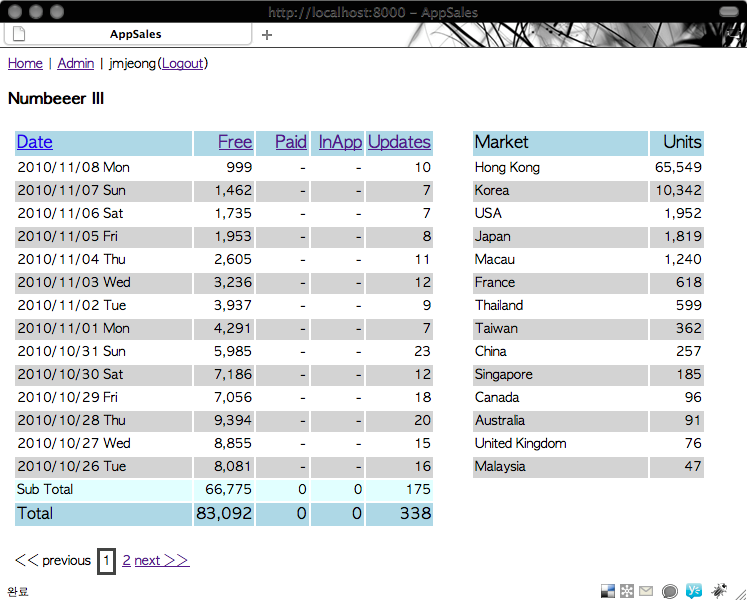 http://localhost:8000 – AppSales
AppSales
Home | Admin | jmjeong(Logout)
Numbeeer III
Date Free Paid InApp Updates
2010/11/08 Mon 999 - - 10
2010/11/07 Sun 1,462 - - 7
2010/11/06 Sat 1,735 - - 7
2010/11/05 Fri 1,953 - - 8
2010/11/04 Thu 2,605 - - 11
2010/11/03 Wed 3,236 - - 12
2010/11/02 Tue 3,937 - - 9
2010/11/01 Mon 4,291 - - 7
2010/10/31 Sun 5,985 - - 23
2010/10/30 Sat 7,186 - - 12
2010/10/29 Fri 7,056 - - 18
2010/10/28 Thu 9,394 - - 20
2010/10/27 Wed 8,855 - - 15
2010/10/26 Tue 8,081 - - 16
Sub Total 66,775 0 0 175
Total 83,092 0 0 338
Market Units
Hong Kong 65,549
Korea 10,342
USA 1,952
Japan 1,819
Macau 1,240
France 618
Thailand 599
Taiwan 362
China 257
Singapore 185
Canada 96
Australia 91
United Kingdom 76
Malaysia 47
<< previous 1 2 next >>
완료